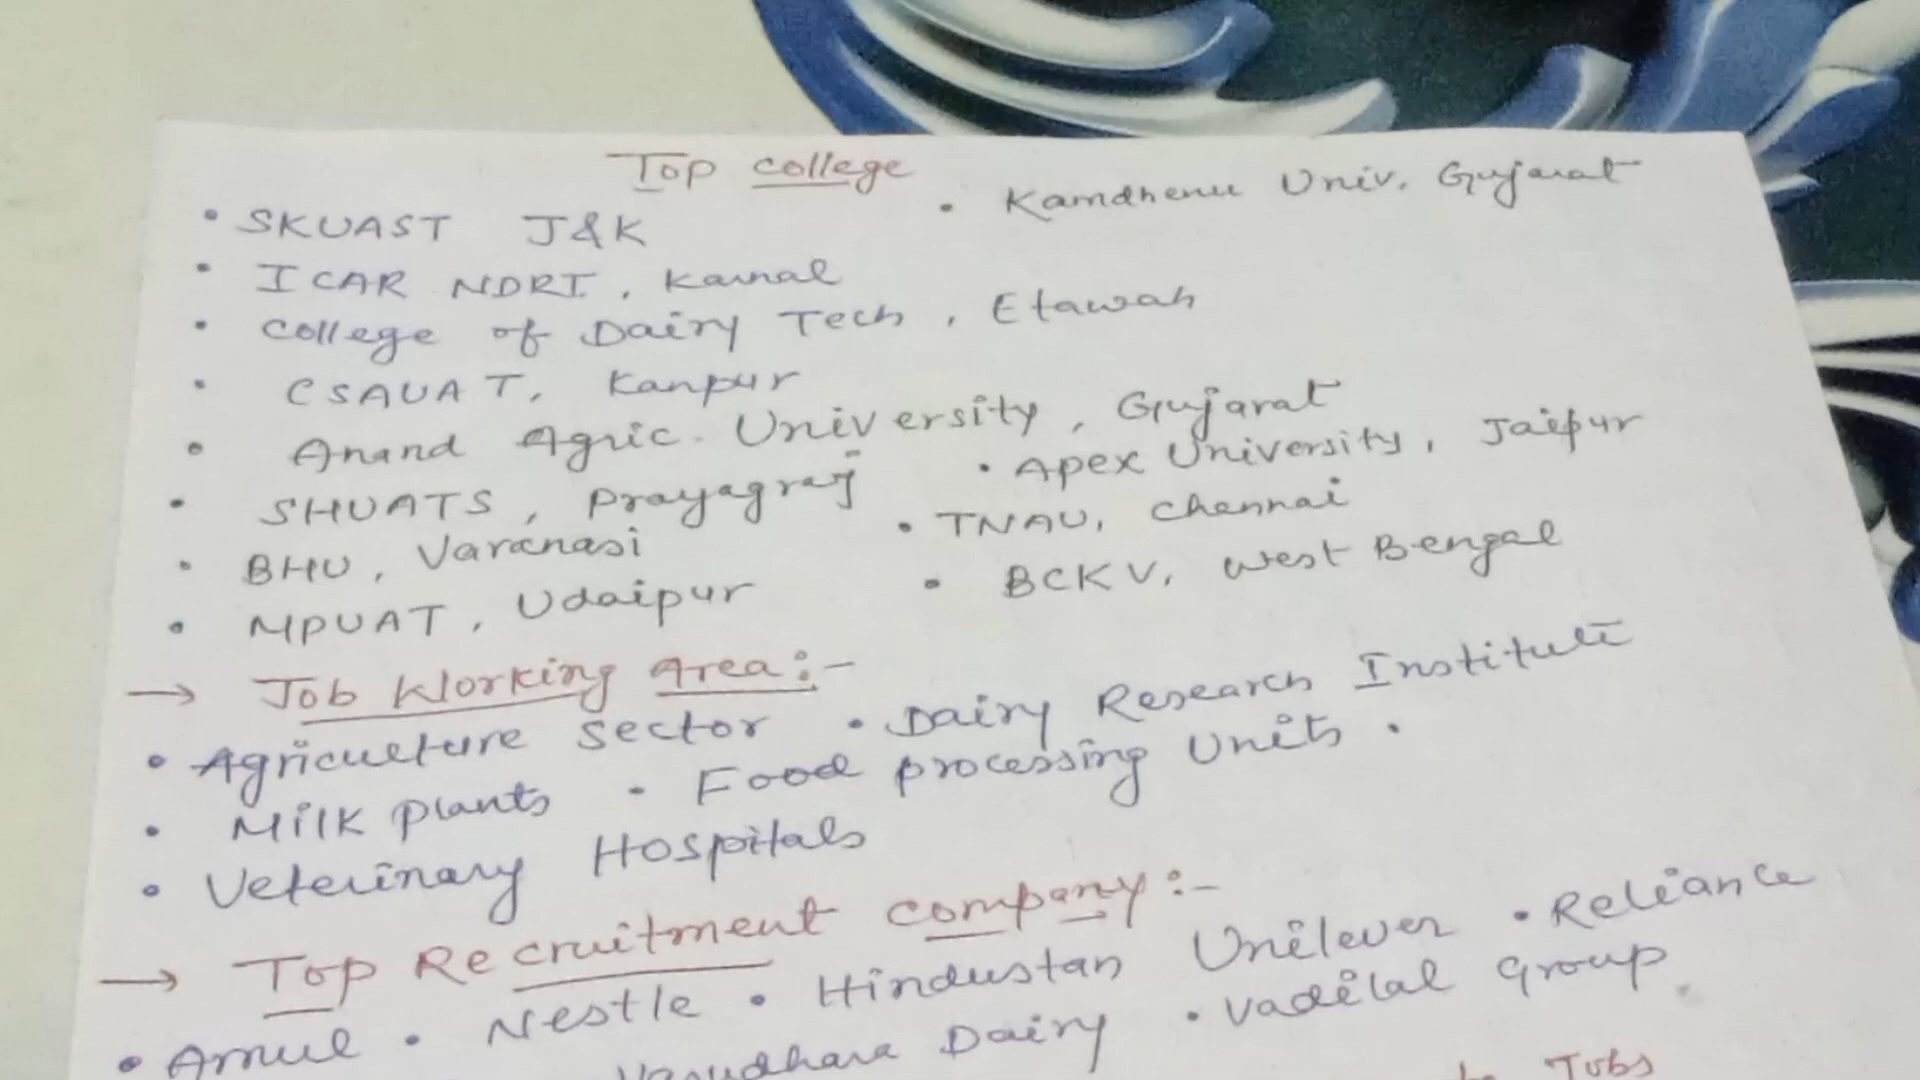 Top college
• SKUAST J&K • Kamdhenu Univ. Gujarat
• ICAR NDRI, Karnal
• College of Dairy Tech, Etawah
• CSAUAT, Kanpur
• Anand Agric. University, Gujarat
• SHUATS, Prayagraj • Apex University, Jaipur
• BHU, Varanasi • TNAU, Chennai
• MPUAT, Udaipur • BCKV, West Bengal
→ Job Working Area:-
• Agriculture Sector • Dairy Research Institute
• Milk plants • Food processing Units •
• Veterinary Hospitals
→ Top Recruitment company:-
• Amul • Nestle • Hindustan Unilever • Reliance
Vasudhara Dairy • Vadilal Group
Jobs